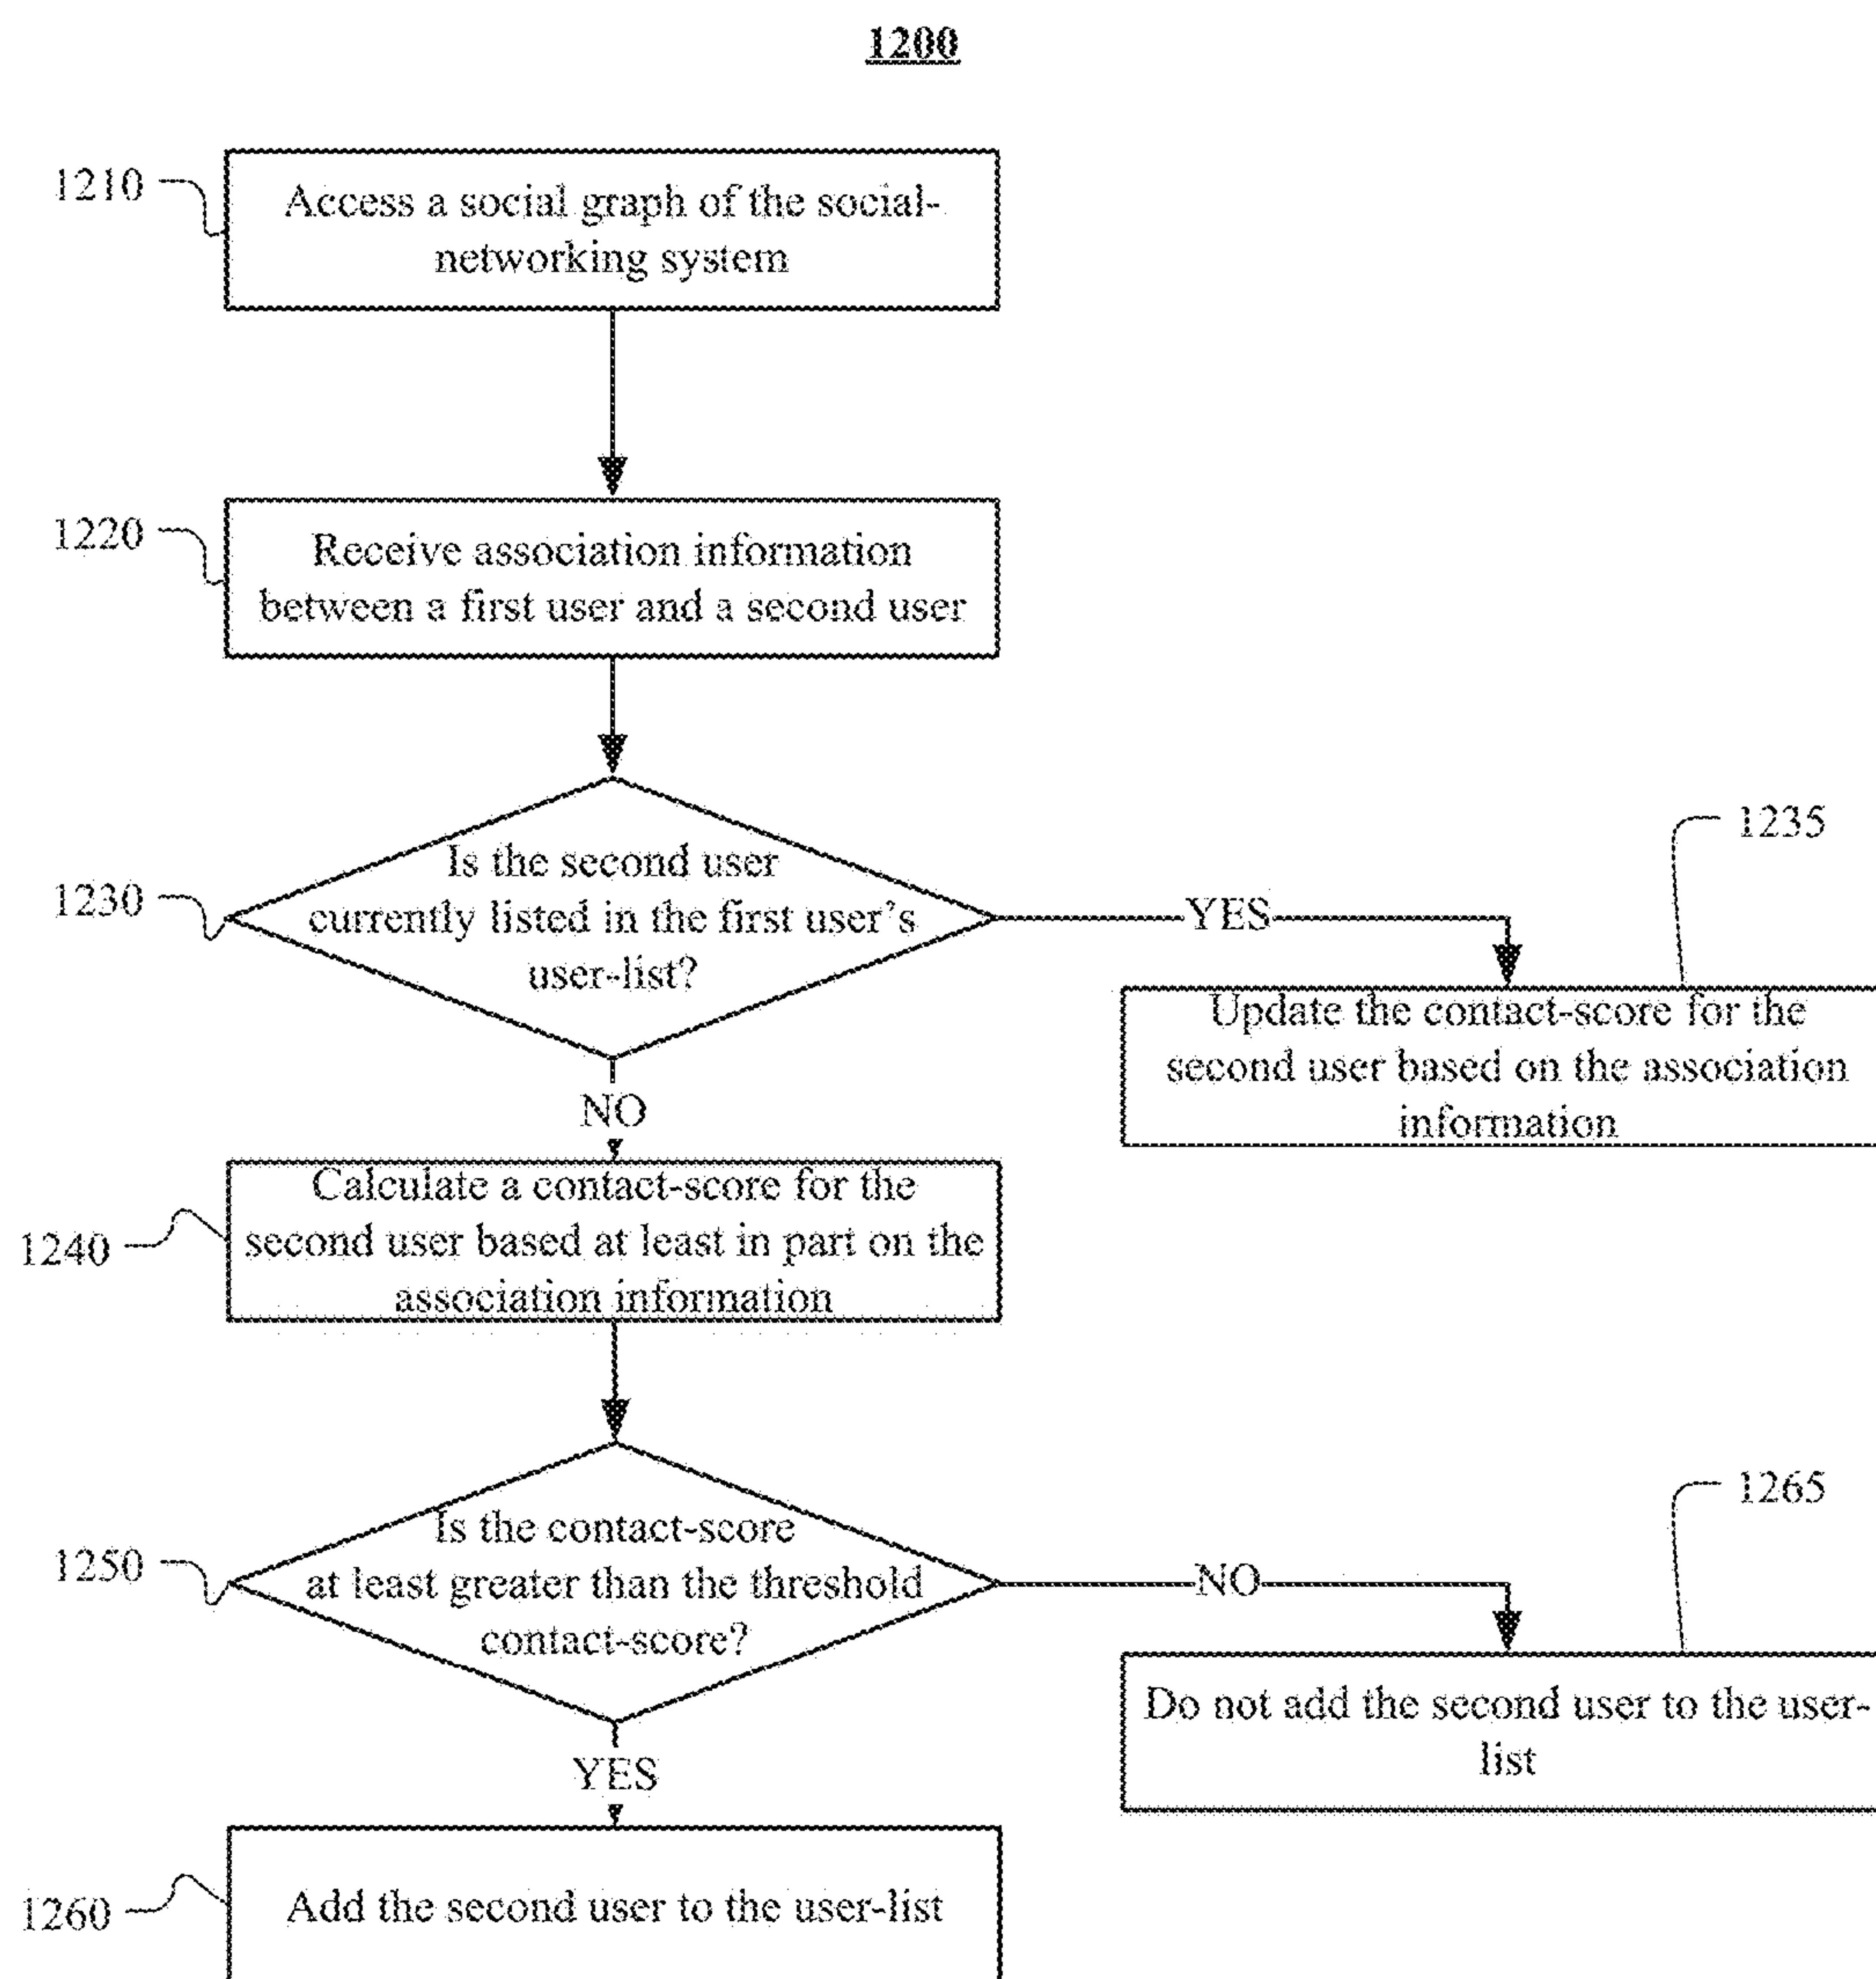 1200
1210
Access a social graph of the social-
networking system
1220
Receive association information
between a first user and a second user
1230
Is the second user
currently listed in the first user's
user-list?
YES
1235
Update the contact-score for the
second user based on the association
information
NO
1240
Calculate a contact-score for the
second user based at least in part on the
association information
1250
Is the contact-score
at least greater than the threshold
contact-score?
NO
1265
Do not add the second user to the user-
list
YES
1260
Add the second user to the user-list